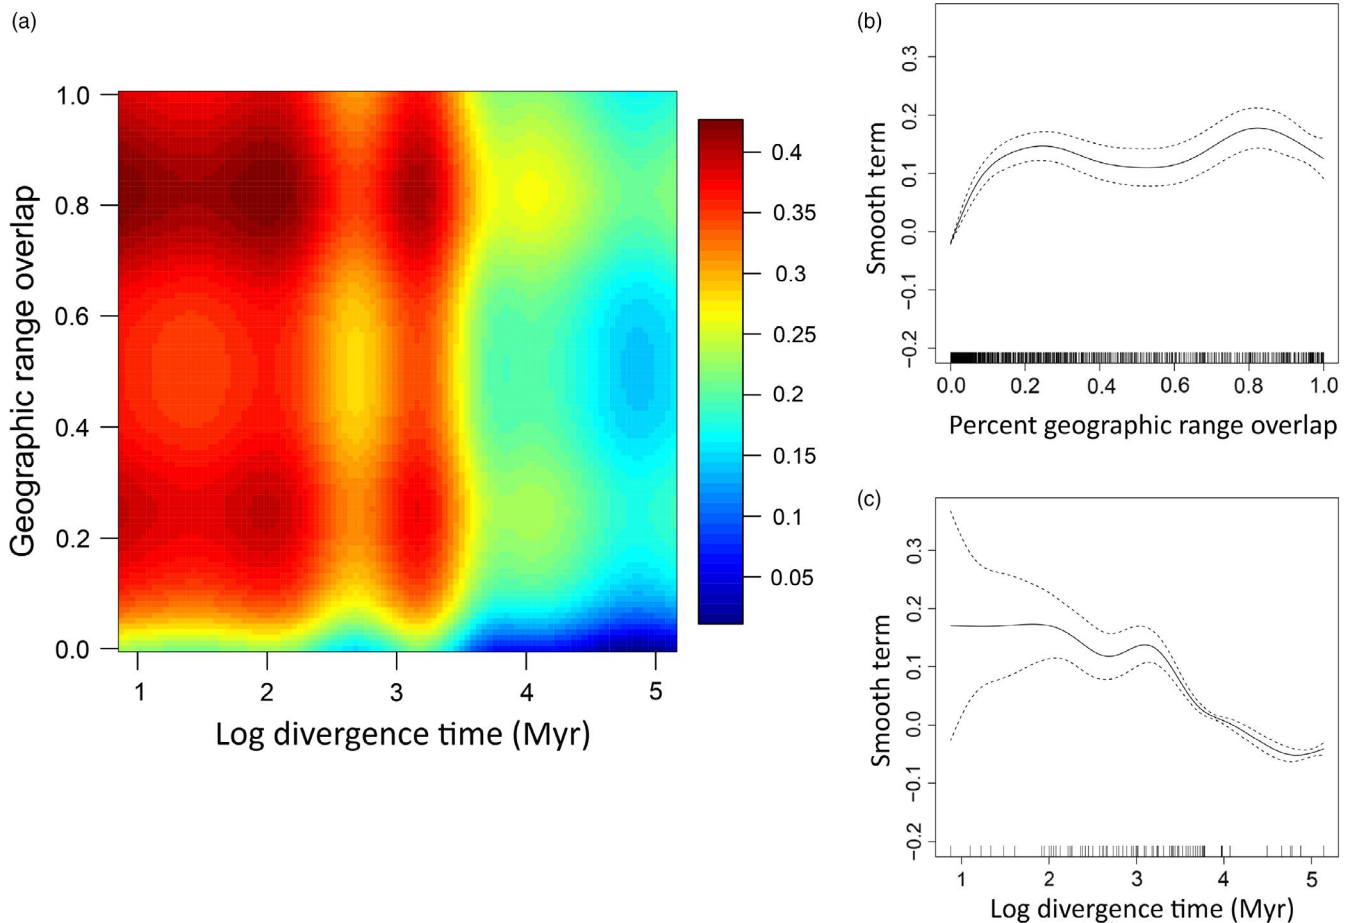 (a)
1.0
0.8
0.6
0.4
0.2
0.0
Geographic range overlap
1 2 3 4 5
Log divergence time (Myr)
0.4
0.35
0.3
0.25
0.2
0.15
0.1
0.05
(b)
0.3
0.2
0.1
0.0
−0.1
−0.2
Smooth term
0.0 0.2 0.4 0.6 0.8 1.0
Percent geographic range overlap
(c)
0.3
0.2
0.1
0.0
−0.1
−0.2
Smooth term
1 2 3 4 5
Log divergence time (Myr)